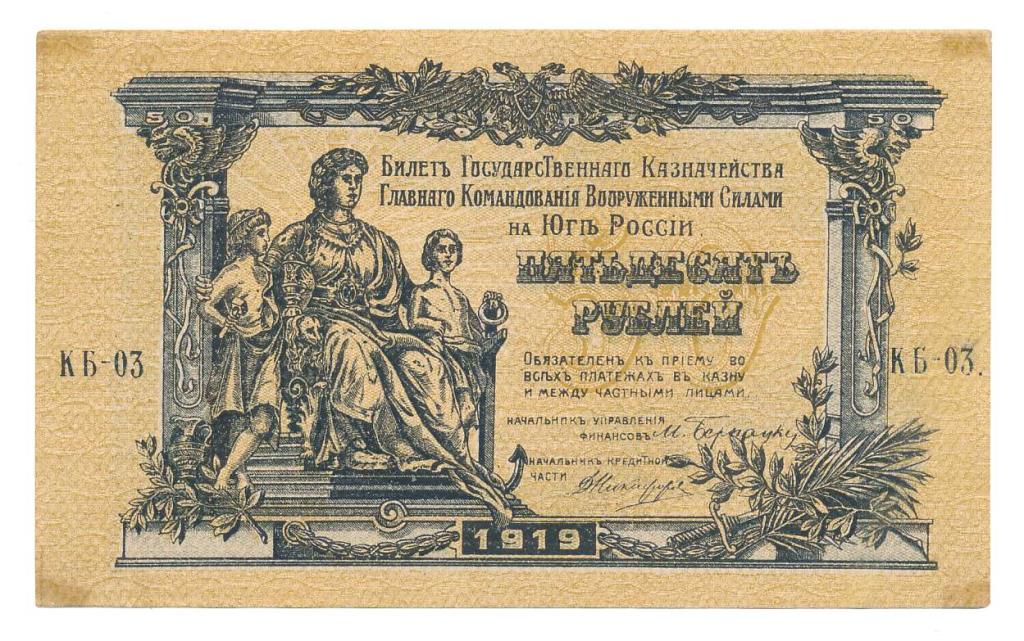 50.
50
Билетъ Государственнаго Казначейства
Главнаго Командованія Вооруженными Силами
на Югѣ Россіи.
ПЯТЬДЕСЯТЪ
РУБЛЕЙ
КБ-03
КБ-03.
Обязателенъ къ пріему во
всѣхъ платежахъ въ казну
и между частными лицами.
Начальникъ управленія
финансовъ М. Бернацкій
Начальникъ кредитной
части
1919